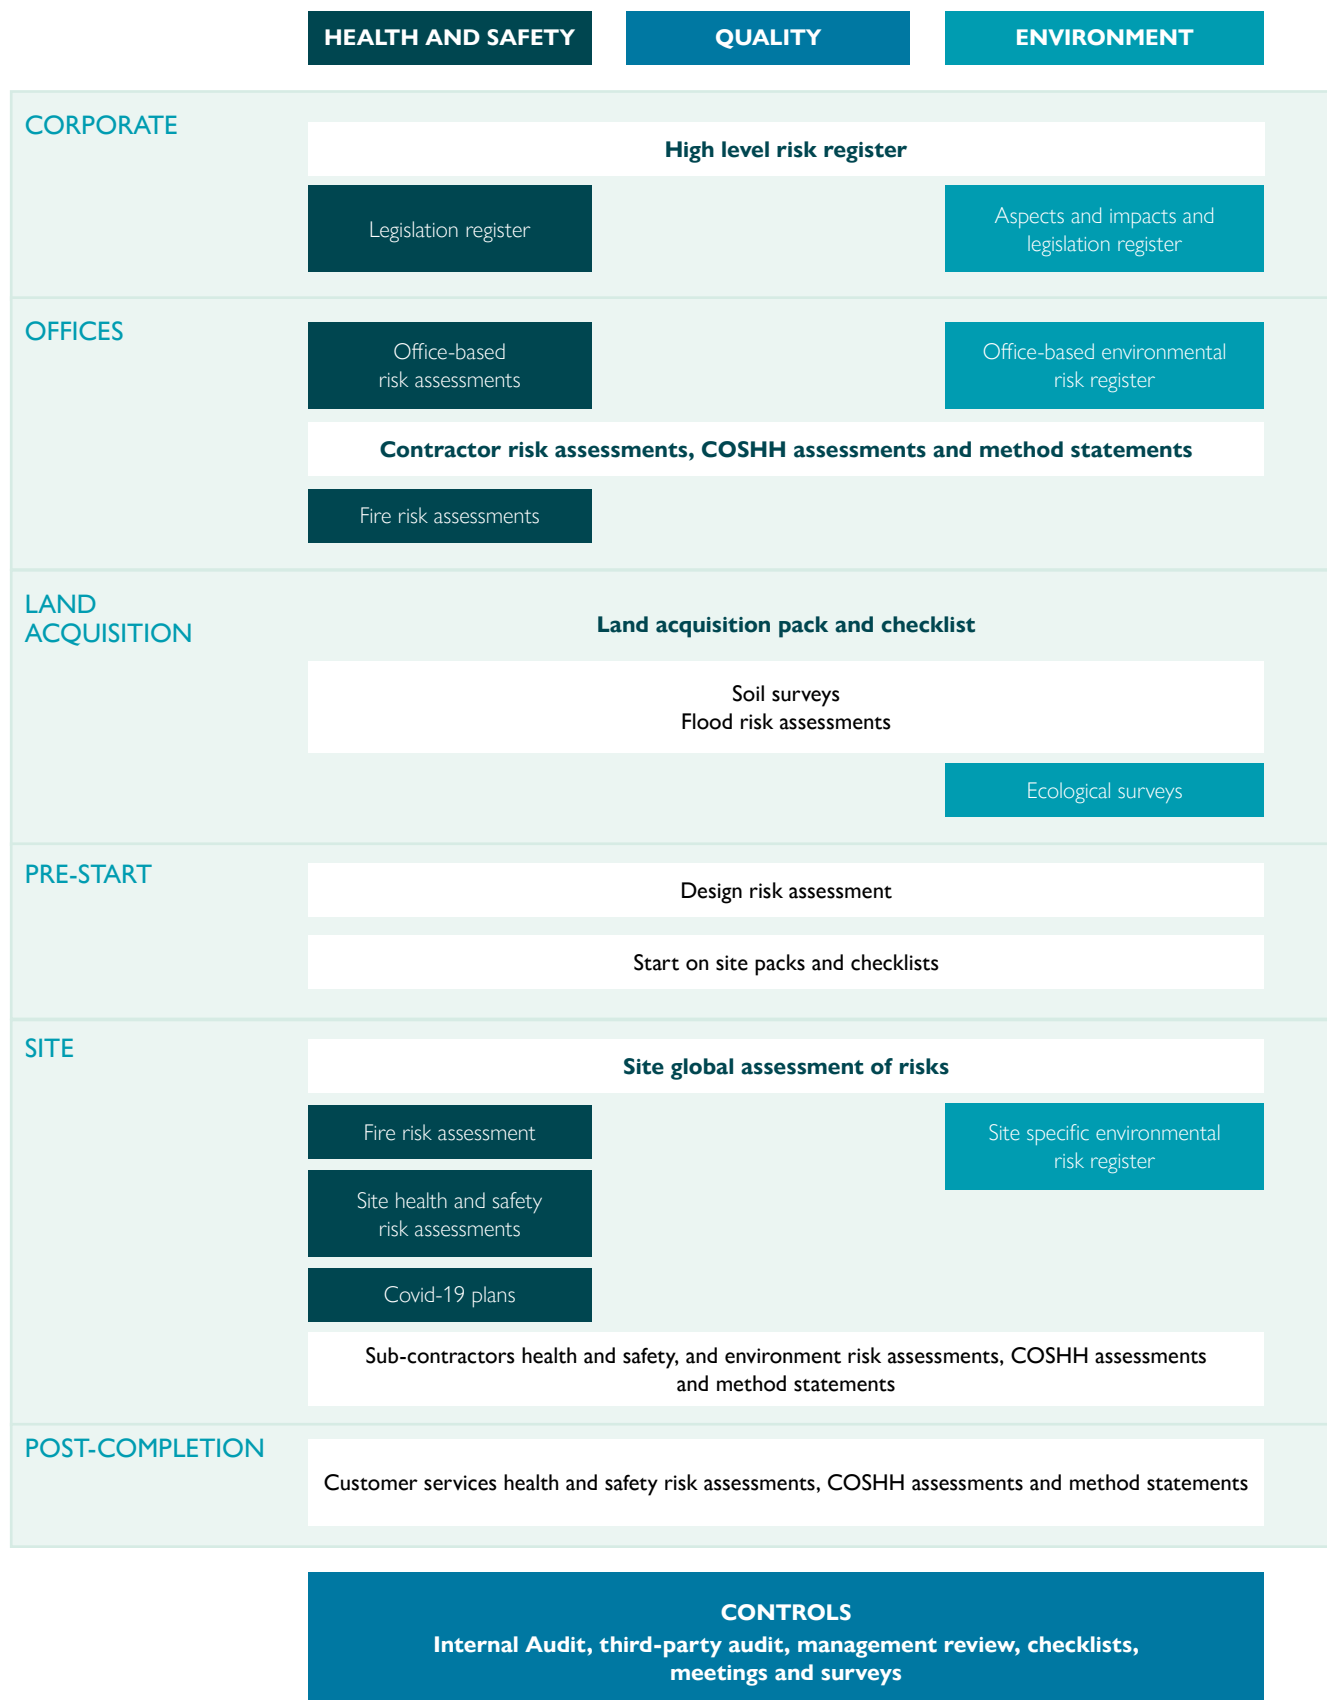 HEALTH AND SAFETY
QUALITY
ENVIRONMENT
CORPORATE
High level risk register
Legislation register
Aspects and impacts and
legislation register
OFFICES
Office-based
risk assessments
Office-based environmental
risk register
Contractor risk assessments, COSHH assessments and method statements
Fire risk assessments
LAND
ACQUISITION
Land acquisition pack and checklist
Soil surveys
Flood risk assessments
Ecological surveys
PRE-START
Design risk assessment
Start on site packs and checklists
SITE
Site global assessment of risks
Fire risk assessment
Site specific environmental
risk register
Site health and safety
risk assessments
Covid-19 plans
Sub-contractors health and safety, and environment risk assessments, COSHH assessments
and method statements
POST-COMPLETION
Customer services health and safety risk assessments, COSHH assessments and method statements
CONTROLS
Internal Audit, third-party audit, management review, checklists,
meetings and surveys